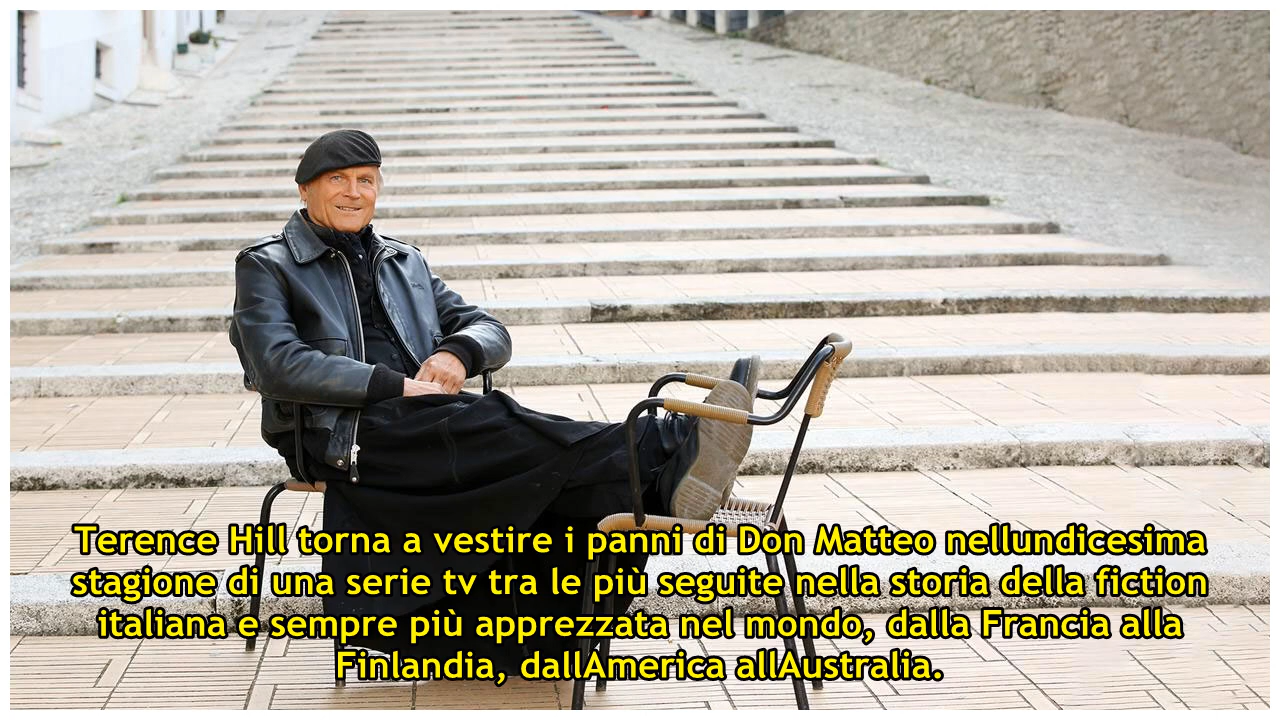 Terence Hill torna a vestire i panni di Don Matteo nellundicesima
stagione di una serie tv tra le più seguite nella storia della fiction
italiana e sempre più apprezzata nel mondo, dalla Francia alla
Finlandia, dallAmerica allAustralia.